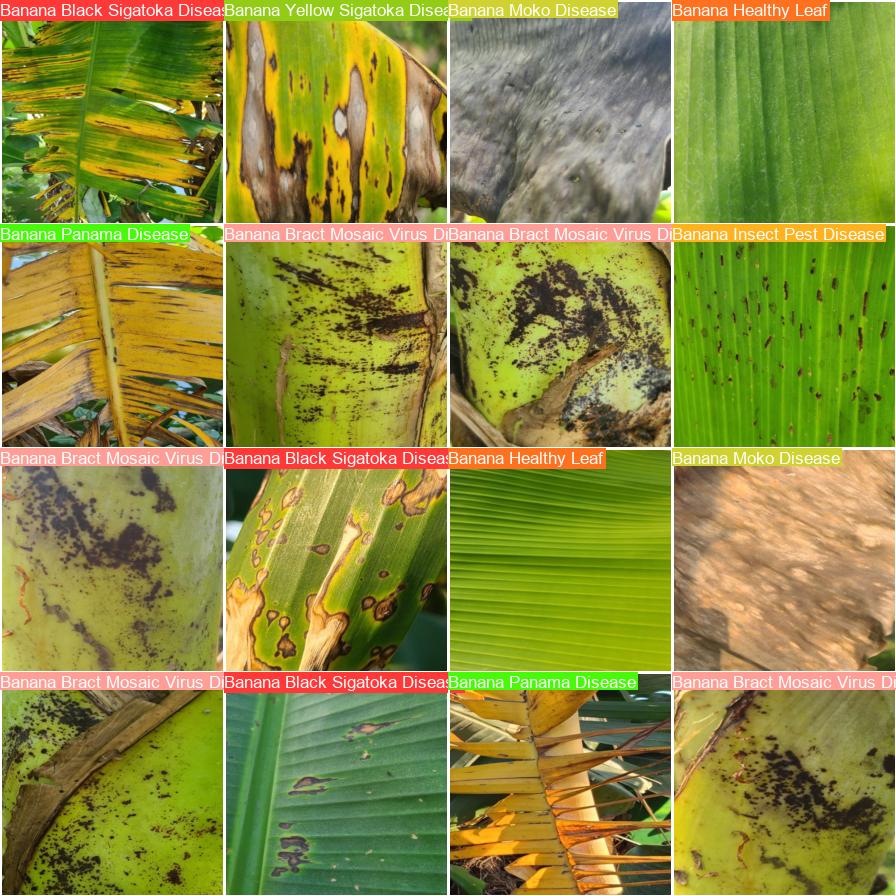 Banana Black Sigatoka Diseas
Banana Yellow Sigatoka Disea
Banana Moko Disease
Banana Healthy Leaf
Banana Panama Disease
Banana Bract Mosaic Virus Di
Banana Bract Mosaic Virus Di
Banana Insect Pest Disease
Banana Bract Mosaic Virus Di
Banana Black Sigatoka Diseas
Banana Healthy Leaf
Banana Moko Disease
Banana Bract Mosaic Virus Di
Banana Black Sigatoka Diseas
Banana Panama Disease
Banana Bract Mosaic Virus Di